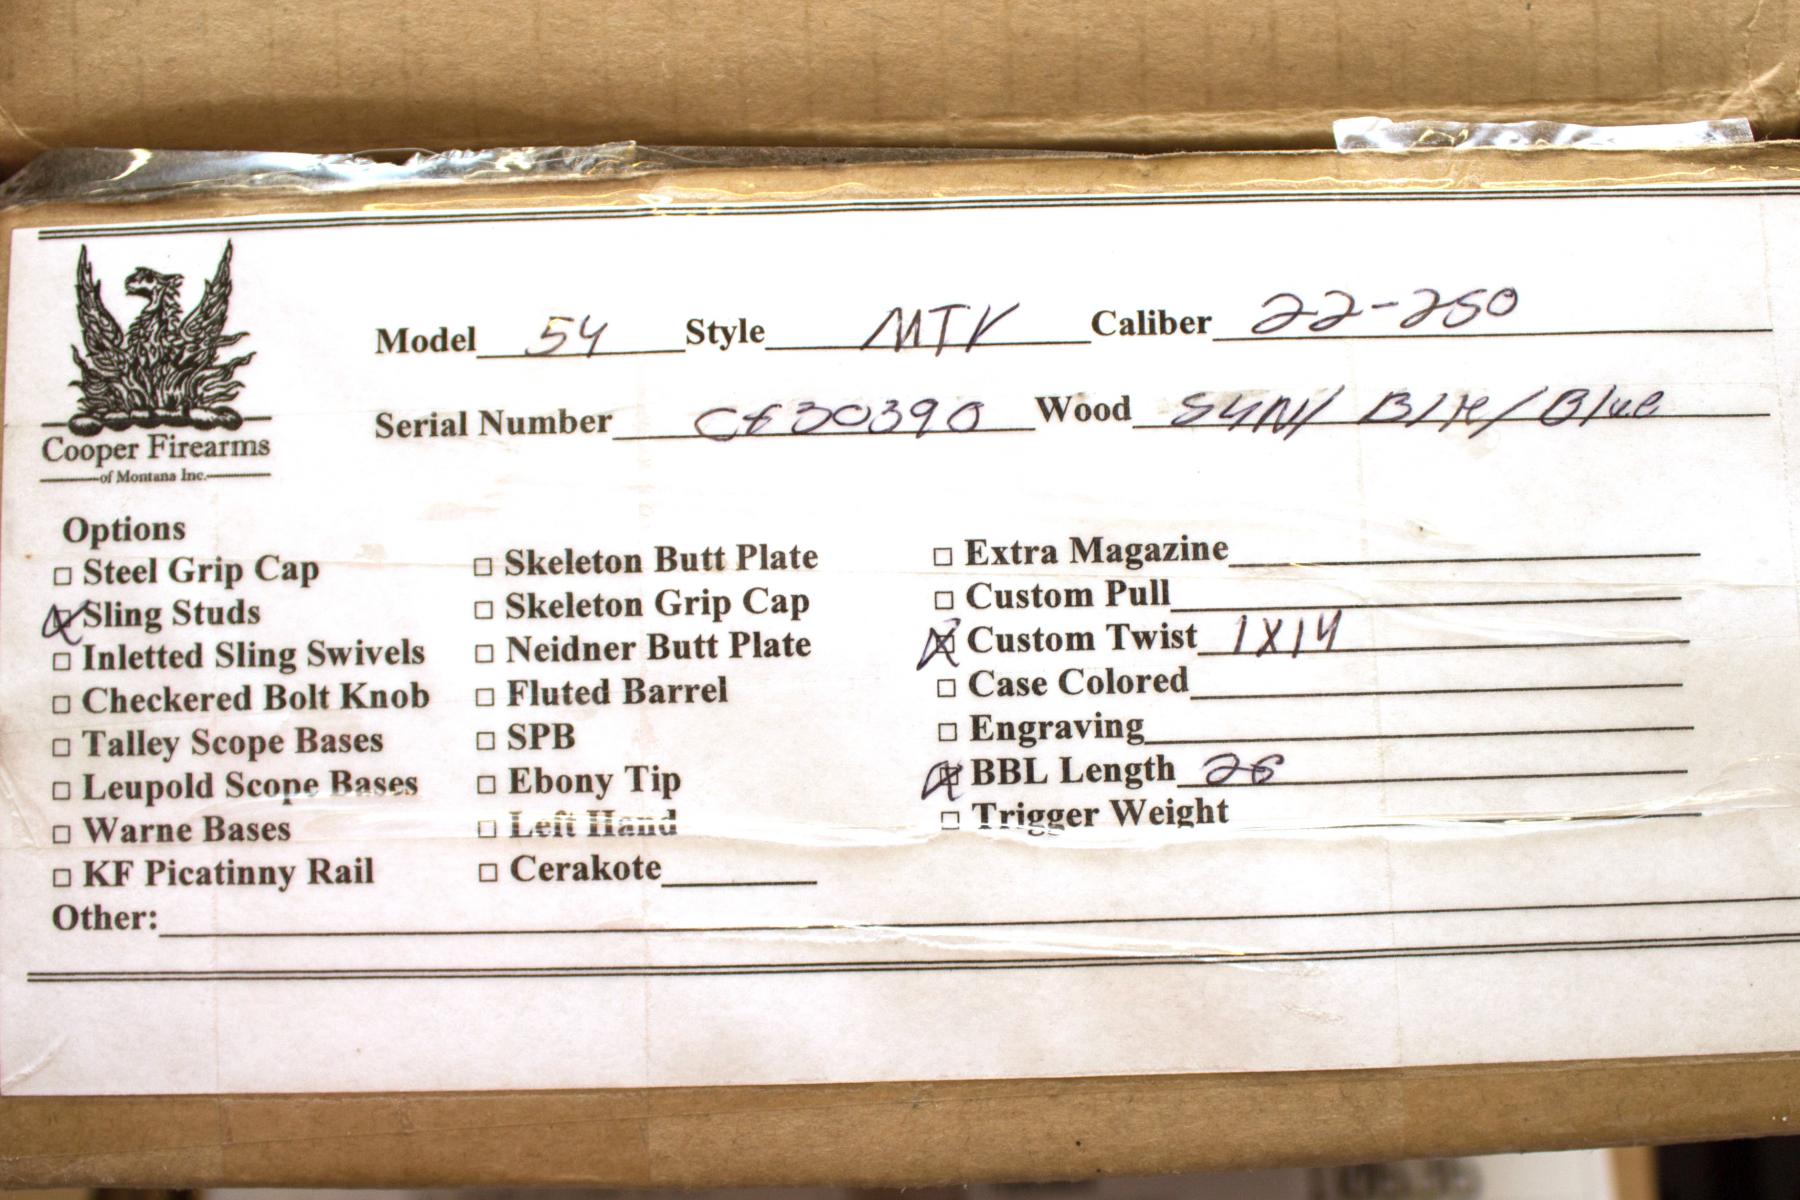 Model 54 Style MTV Caliber 22-250
Serial Number CF30390 Wood SYN/ Blk/Blue
Cooper Firearms
of Montana Inc.
Options
Steel Grip Cap
Sling Studs
Inletted Sling Swivels
Checkered Bolt Knob
Talley Scope Bases
Leupold Scope Bases
Warne Bases
KF Picatinny Rail
Skeleton Butt Plate
Skeleton Grip Cap
Neidner Butt Plate
Fluted Barrel
SPB
Ebony Tip
Left Hand
Cerakote
Extra Magazine
Custom Pull
Custom Twist 1X14
Case Colored
Engraving
BBL Length 26
Trigger Weight
Other: